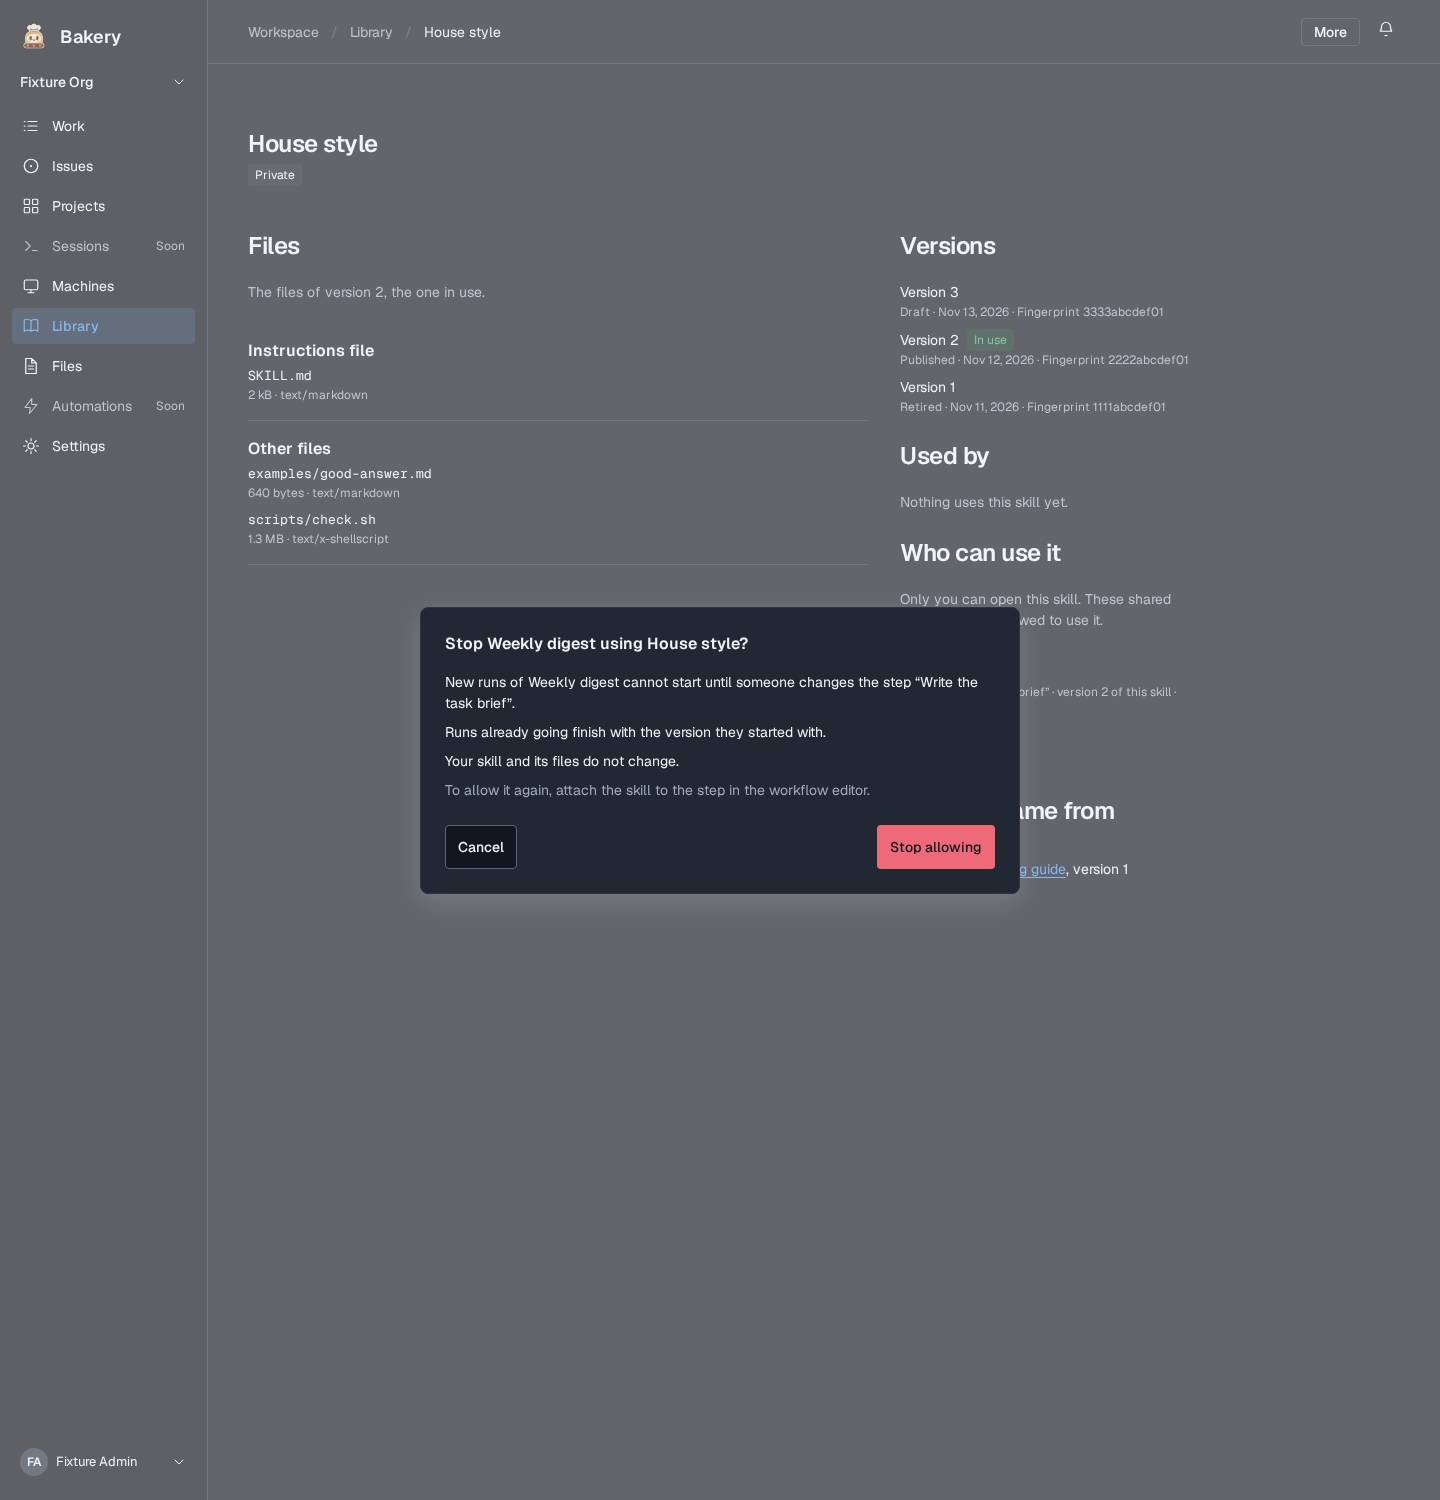 Bakery
Fixture Org
Work
Issues
Projects
Sessions Soon
Machines
Library
Files
Automations Soon
Settings
FA Fixture Admin
Workspace / Library / House style
More
House style
Private
Files
The files of version 2, the one in use.
Instructions file
SKILL.md
2 kB · text/markdown
Other files
examples/good-answer.md
640 bytes · text/markdown
scripts/check.sh
1.3 MB · text/x-shellscript
Versions
Version 3
Draft · Nov 13, 2026 · Fingerprint 3333abcdef01
Version 2 In use
Published · Nov 12, 2026 · Fingerprint 2222abcdef01
Version 1
Retired · Nov 11, 2026 · Fingerprint 1111abcdef01
Used by
Nothing uses this skill yet.
Who can use it
Only you can open this skill. These shared
to use it.
brief” · version 2 of this skill ·
from
guide, version 1
Stop Weekly digest using House style?
New runs of Weekly digest cannot start until someone changes the step “Write the
task brief”.
Runs already going finish with the version they started with.
Your skill and its files do not change.
To allow it again, attach the skill to the step in the workflow editor.
Cancel
Stop allowing